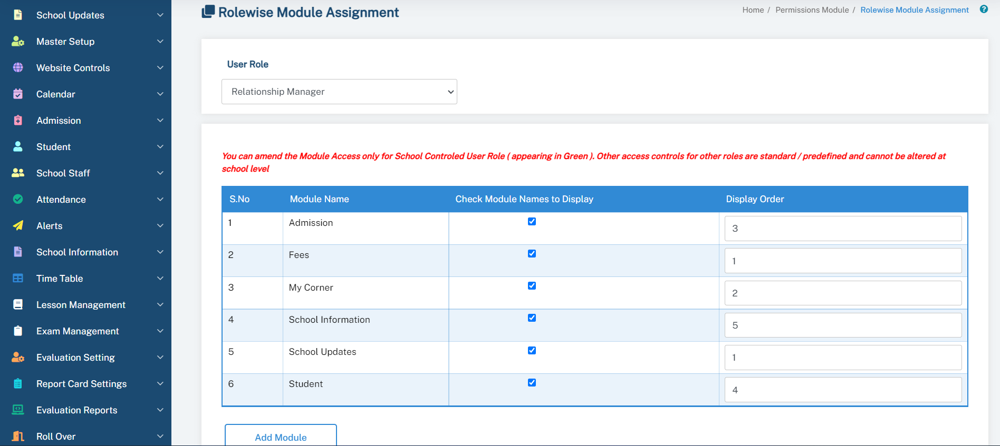 School Updates
Master Setup
Website Controls
Calendar
Admission
Student
School Staff
Attendance
Alerts
School Information
Time Table
Lesson Management
Exam Management
Evaluation Setting
Report Card Settings
Evaluation Reports
Roll Over
Rolewise Module Assignment
Home / Permissions Module / Rolewise Module Assignment ?
User Role
Relationship Manager
You can amend the Module Access only for School Controled User Role ( appearing in Green ). Other access controls for other roles are standard / predefined and cannot be altered at
school level
S.No Module Name Check Module Names to Display Display Order
1 Admission 3
2 Fees 1
3 My Corner 2
4 School Information 5
5 School Updates 1
6 Student 4
Add Module